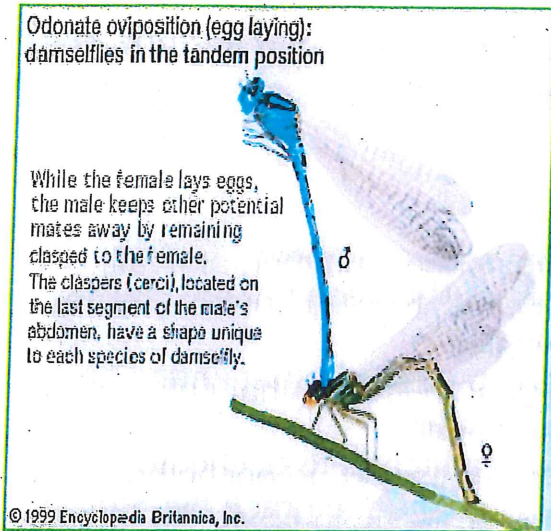 Odonate oviposition (egg laying):
damselflies in the tandem position
While the female lays eggs,
the male keeps other potential
mates away by remaining
clasped to the female.
The claspers (cerci), located on
the last segment of the male's
abdomen, have a shape unique
to each species of damselfly.
♂
♀
© 1999 Encyclopædia Britannica, Inc.